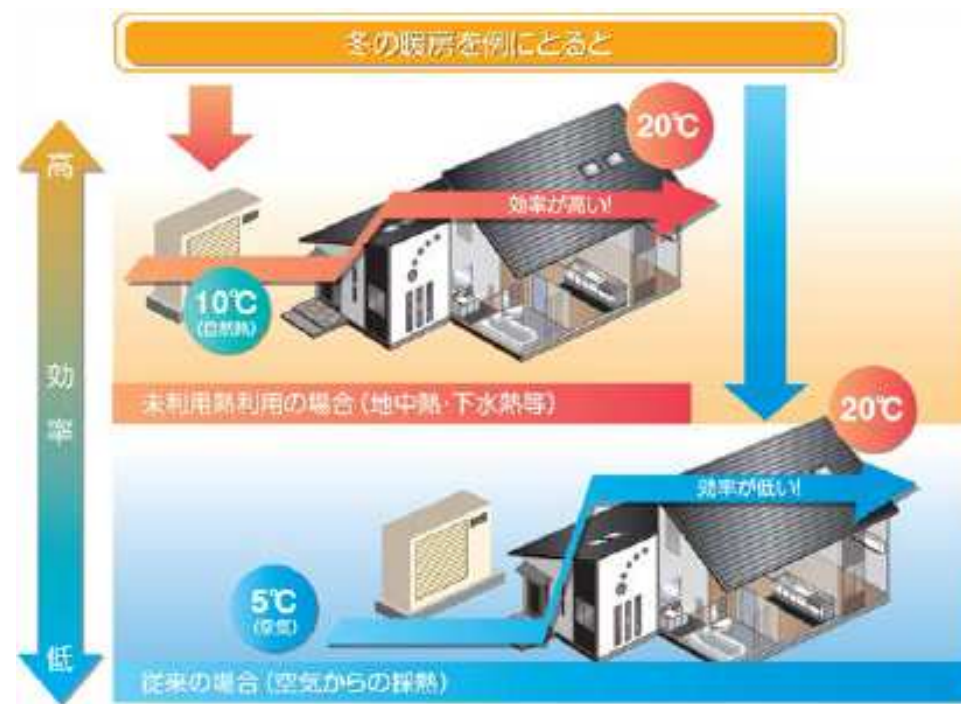 冬の暖房を例にとると
高
効率
低
20℃
効率が高い!
10℃
(自然熱)
未利用熱利用の場合(地中熱・下水熱等)
20℃
効率が低い!
5℃
(空気)
従来の場合(空気からの採熱)